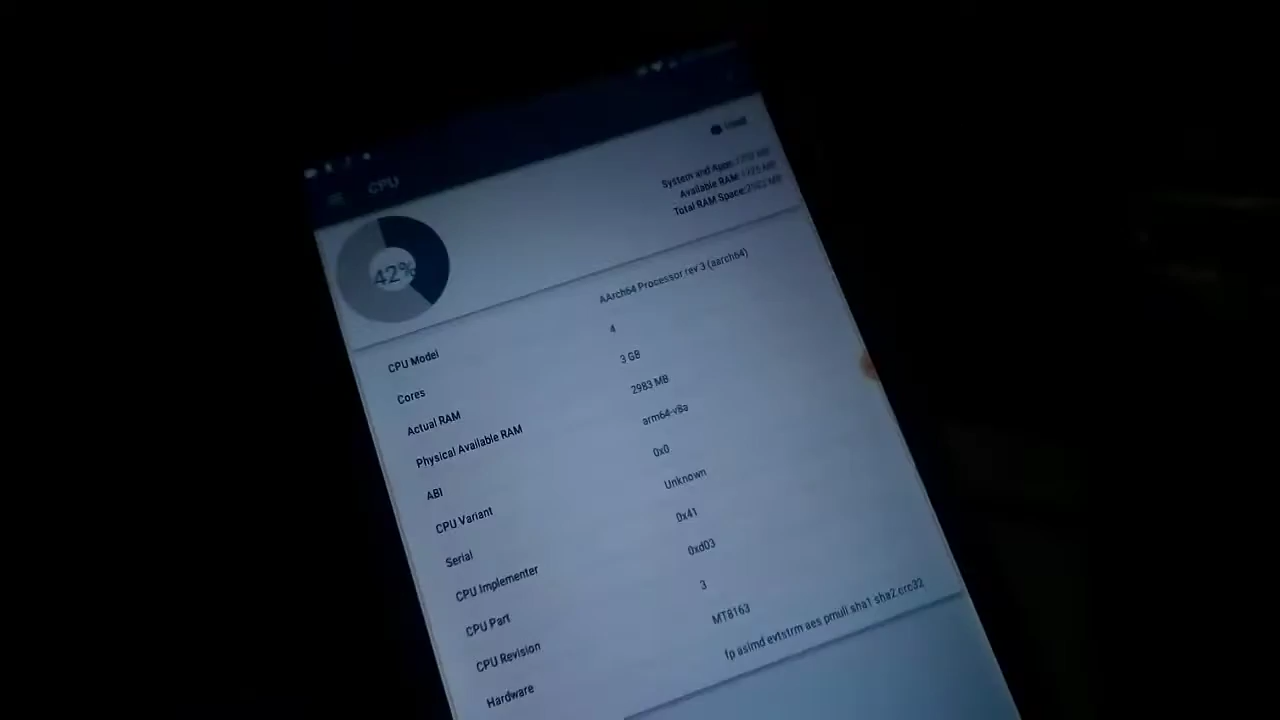 CPU
Used
42%
System and Apps:
Available RAM:
Total RAM Space:
CPU Model AArch64 Processor rev 3 (aarch64)
Cores 4
Actual RAM 3 GB
Physical Available RAM 2983 MB
ABI arm64-v8a
CPU Variant 0x0
Serial Unknown
CPU Implementer 0x41
CPU Part 0xd03
CPU Revision 3
Hardware MT8163
fp asimd evtstrm aes pmull sha1 sha2 crc32